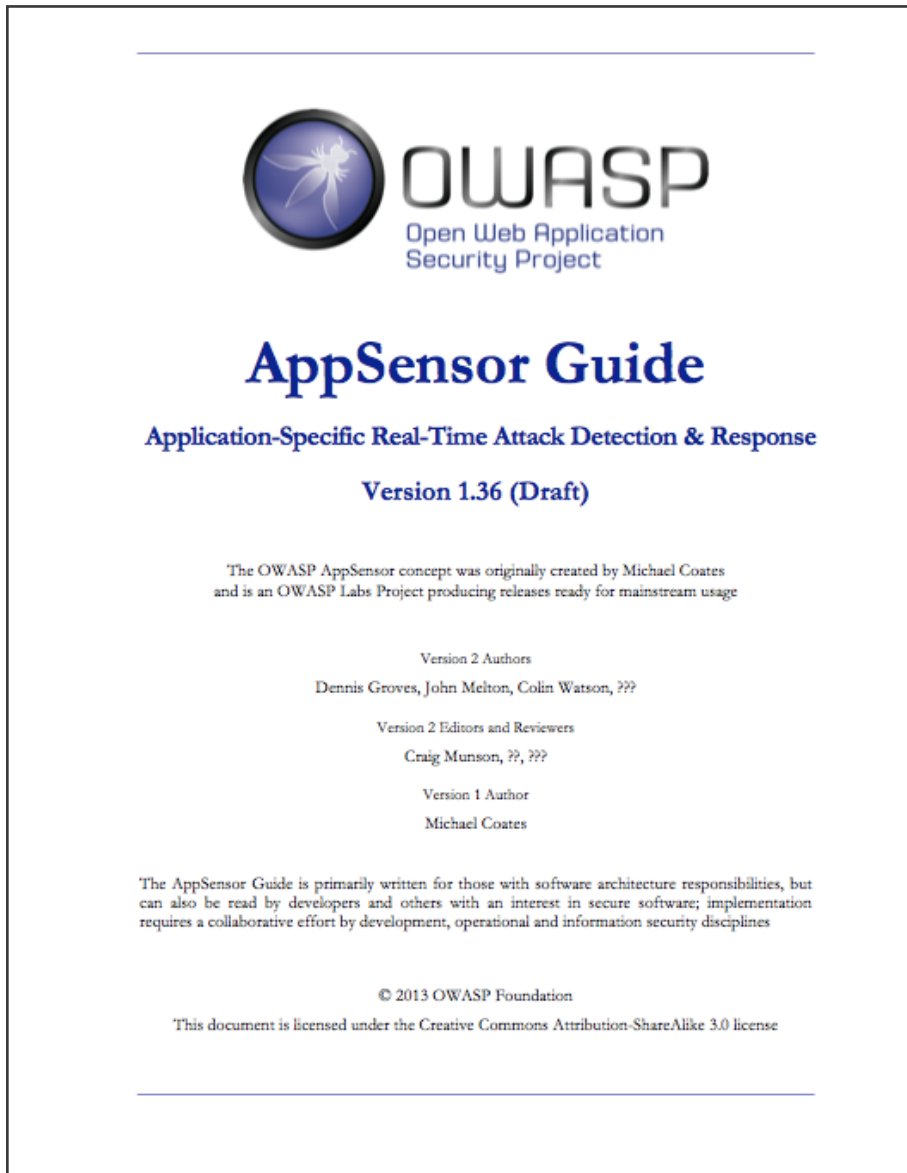 OWASP
Open Web Application
Security Project
AppSensor Guide
Application-Specific Real-Time Attack Detection & Response
Version 1.36 (Draft)
The OWASP AppSensor concept was originally created by Michael Coates
and is an OWASP Labs Project producing releases ready for mainstream usage
Version 2 Authors
Dennis Groves, John Melton, Colin Watson, ???
Version 2 Editors and Reviewers
Craig Munson, ??, ???
Version 1 Author
Michael Coates
The AppSensor Guide is primarily written for those with software architecture responsibilities, but
can also be read by developers and others with an interest in secure software; implementation
requires a collaborative effort by development, operational and information security disciplines
© 2013 OWASP Foundation
This document is licensed under the Creative Commons Attribution-ShareAlike 3.0 license